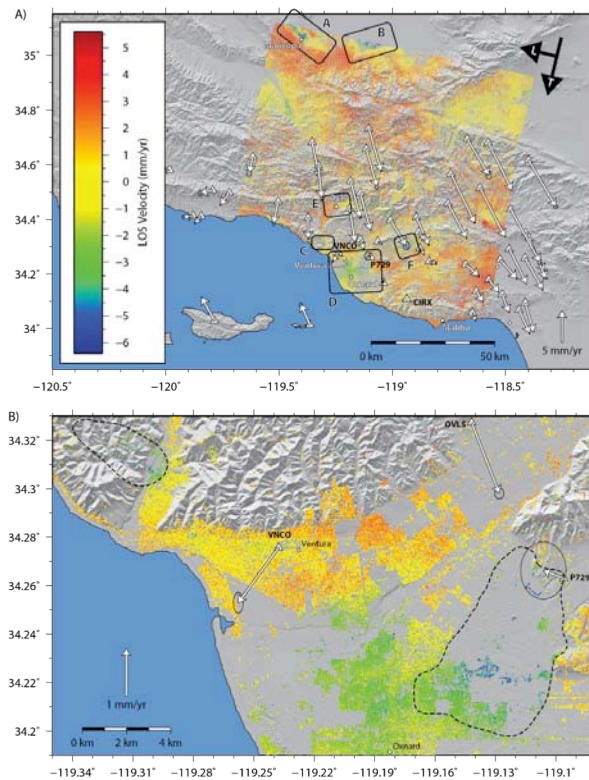 A)
A
B
35˚
34.8˚
34.6˚
34.4˚
34.2˚
34˚
−120.5
−120˚
−119.5
−119˚
−118.5
5
4
3
2
1
0
−1
−2
−3
−4
−5
−6
LOS Velocity (mm/yr)
L
T
E
C
VNCO
Ventura
P729
F
D
CIRX
Malibu
0 km
50 km
5 mm/yr
B)
34.32˚
34.3˚
34.28˚
34.26˚
34.24˚
34.22˚
34.2˚
OVLS
VNCO
Ventura
P729
1 mm/yr
0 km
2 km
4 km
Oxnard
−119.34˚
−119.31˚
−119.28˚
−119.25˚
−119.22˚
−119.19˚
−119.16˚
−119.13˚
−119.1˚